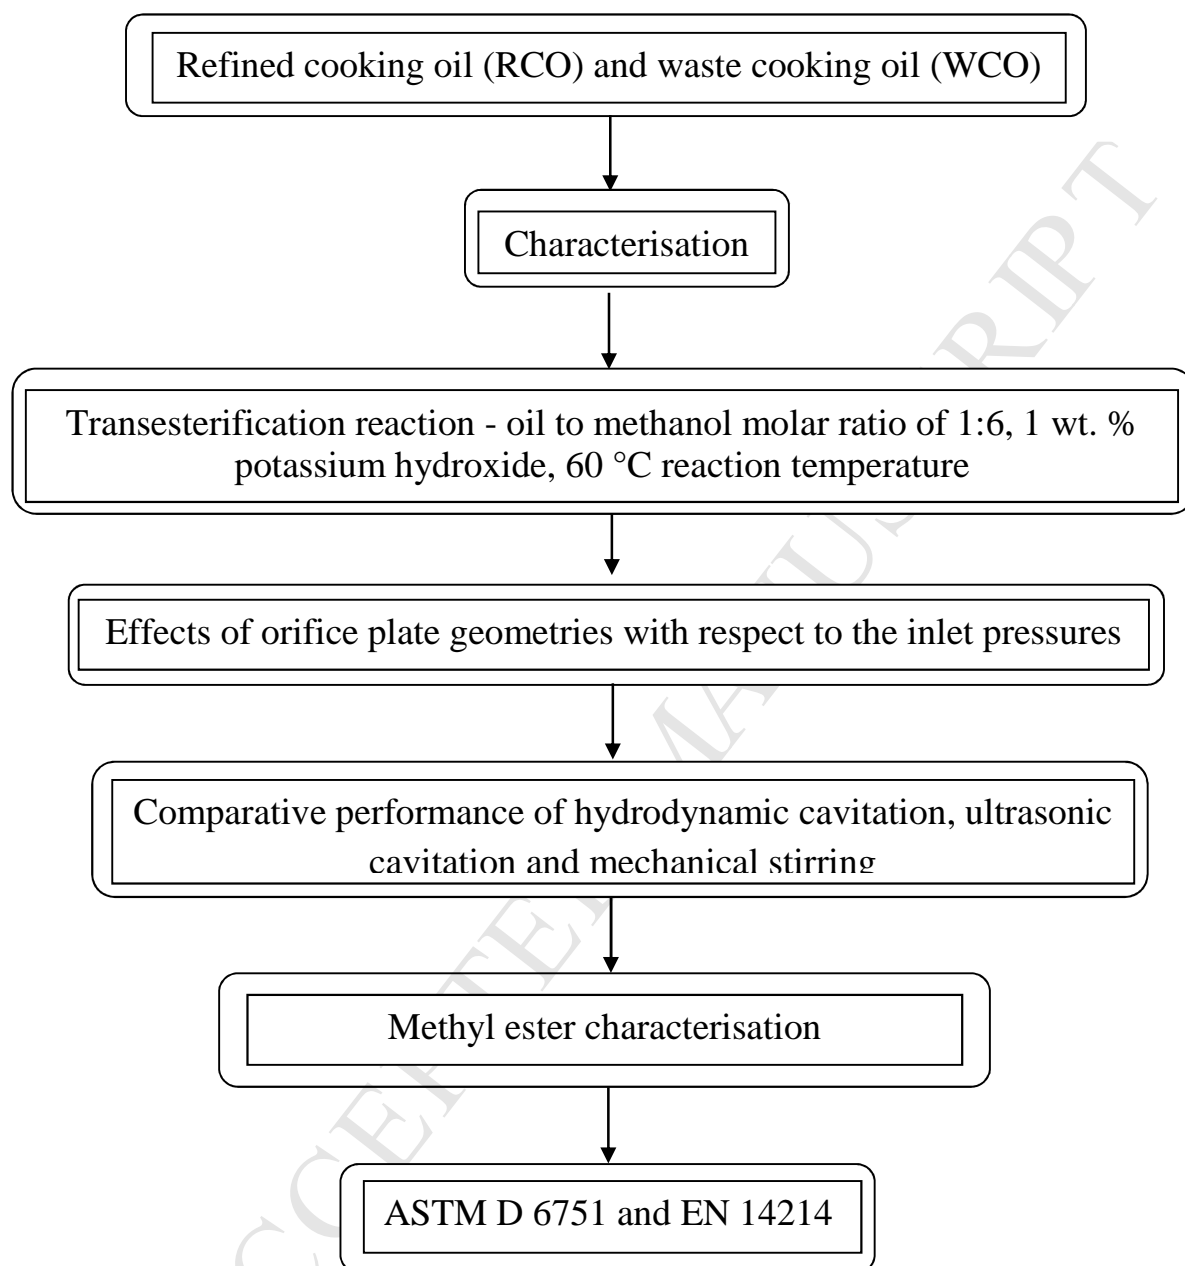 Refined cooking oil (RCO) and waste cooking oil (WCO)
Characterisation
Transesterification reaction - oil to methanol molar ratio of 1:6, 1 wt. %
potassium hydroxide, 60 °C reaction temperature
Effects of orifice plate geometries with respect to the inlet pressures
Comparative performance of hydrodynamic cavitation, ultrasonic
cavitation and mechanical stirring
Methyl ester characterisation
ASTM D 6751 and EN 14214